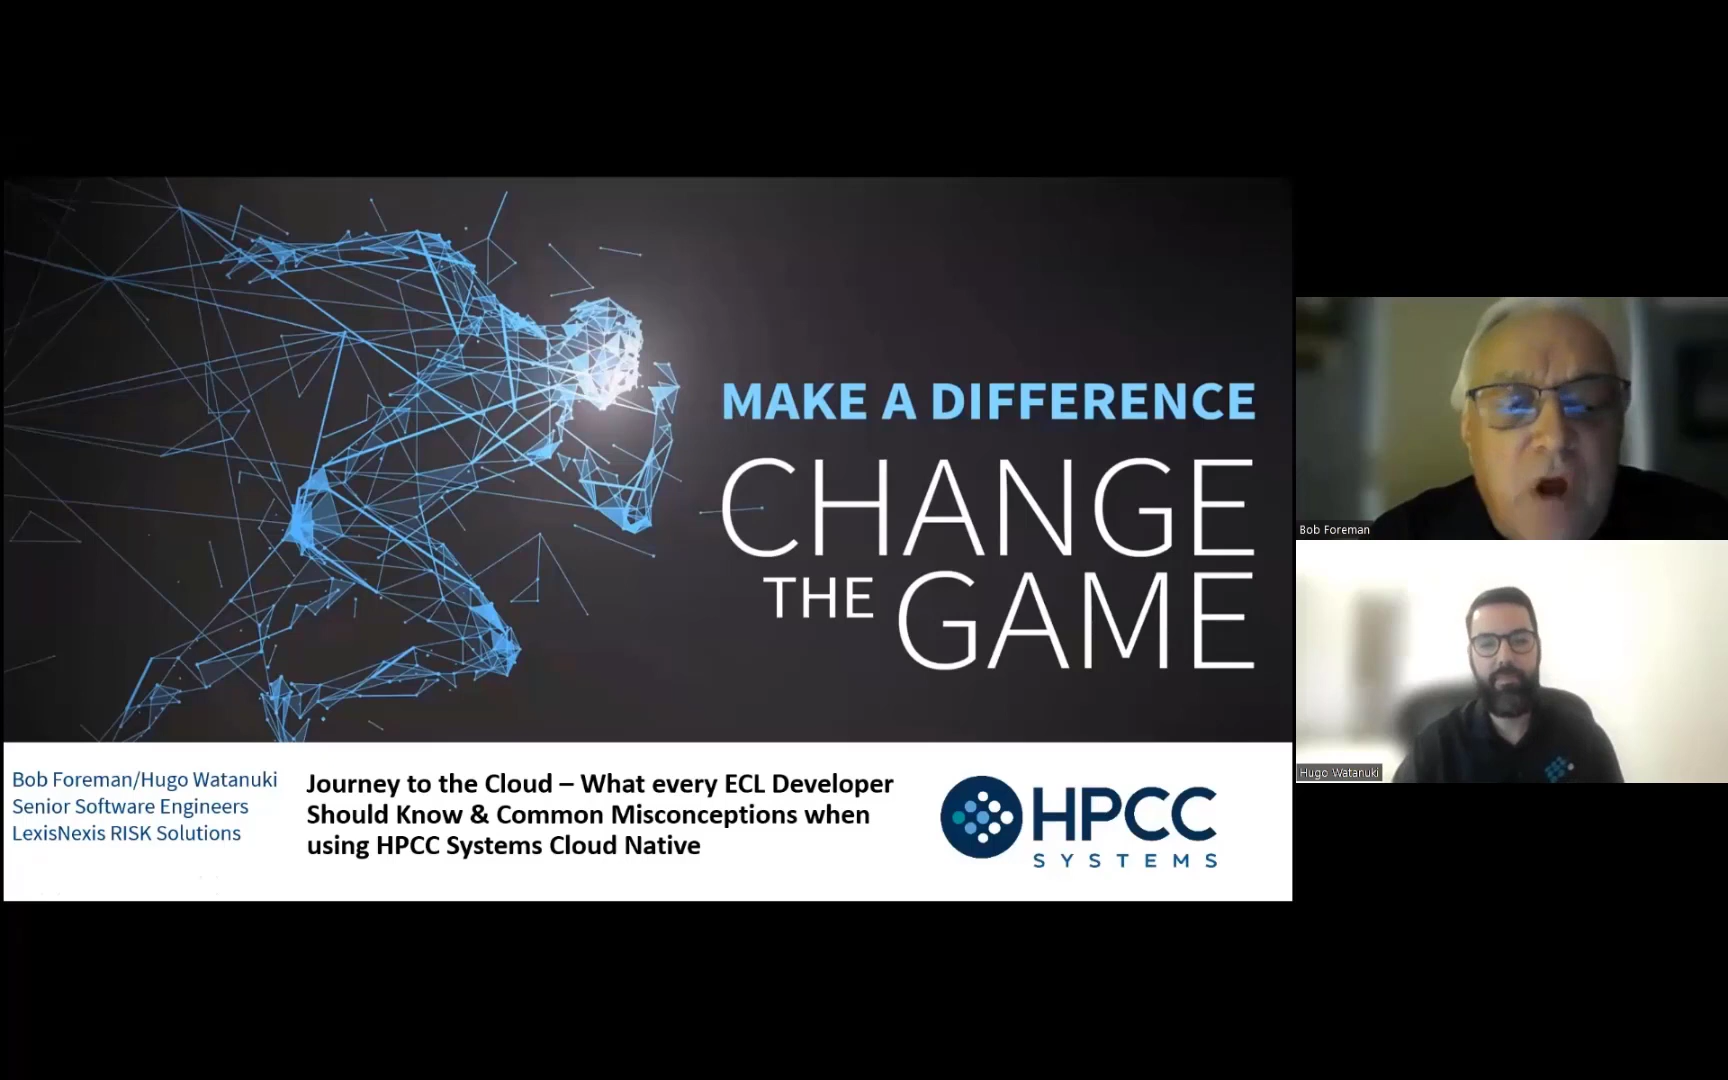 MAKE A DIFFERENCE
CHANGE
THE GAME
Bob Foreman/Hugo Watanuki
Senior Software Engineers
LexisNexis RISK Solutions
Journey to the Cloud – What every ECL Developer
Should Know & Common Misconceptions when
using HPCC Systems Cloud Native
HPCC
SYSTEMS
Bob Foreman
Hugo Watanuki